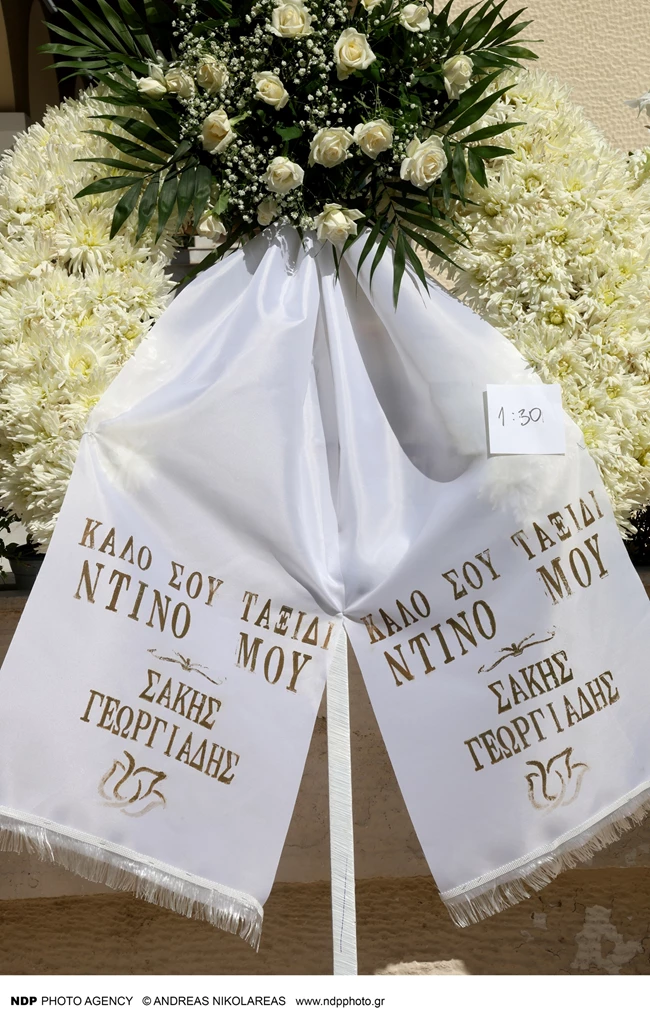 1:30
ΚΑΛΟ ΣΟΥ ΤΑΞΙΔΙ
ΝΤΙΝΟ ΜΟΥ
ΣΑΚΗΣ
ΓΕΩΡΓΙΑΔΗΣ
ΚΑΛΟ ΣΟΥ ΤΑΞΙΔΙ
ΝΤΙΝΟ ΜΟΥ
ΣΑΚΗΣ
ΓΕΩΡΓΙΑΔΗΣ
NDP PHOTO AGENCY © ANDREAS NIKOLAREAS www.ndpphoto.gr